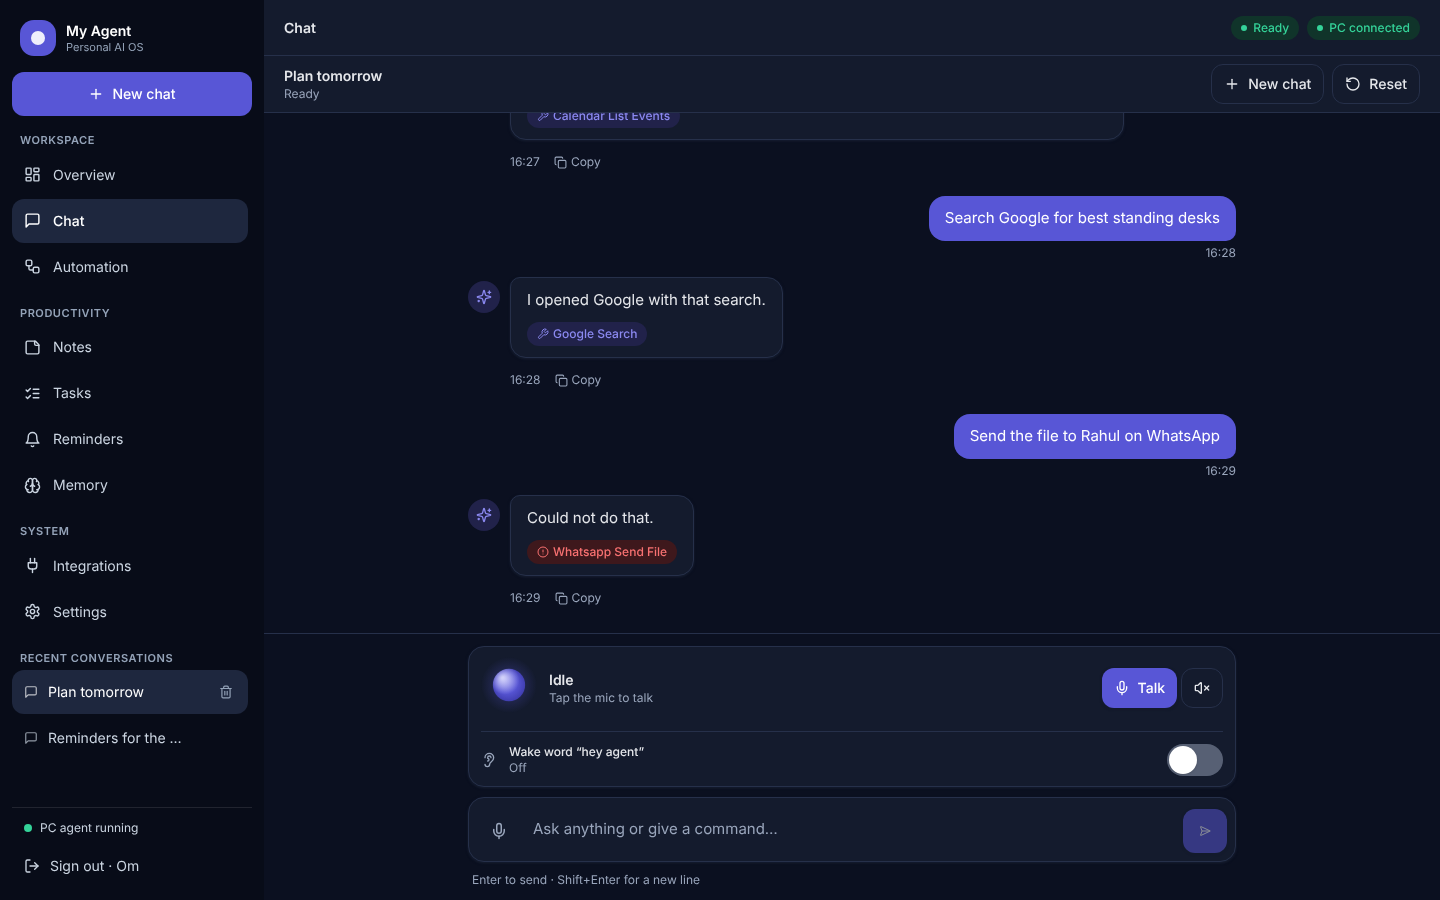 My Agent
Personal AI OS
New chat
WORKSPACE
Overview
Chat
Automation
PRODUCTIVITY
Notes
Tasks
Reminders
Memory
SYSTEM
Integrations
Settings
RECENT CONVERSATIONS
Plan tomorrow
Reminders for the ...
PC agent running
Sign out · Om
Chat
Ready
PC connected
Plan tomorrow
Ready
New chat
Reset
Calendar List Events
16:27 Copy
Search Google for best standing desks
16:28
I opened Google with that search.
Google Search
16:28 Copy
Send the file to Rahul on WhatsApp
16:29
Could not do that.
Whatsapp Send File
16:29 Copy
Idle
Tap the mic to talk
Talk
Wake word “hey agent”
Off
Ask anything or give a command...
Enter to send · Shift+Enter for a new line